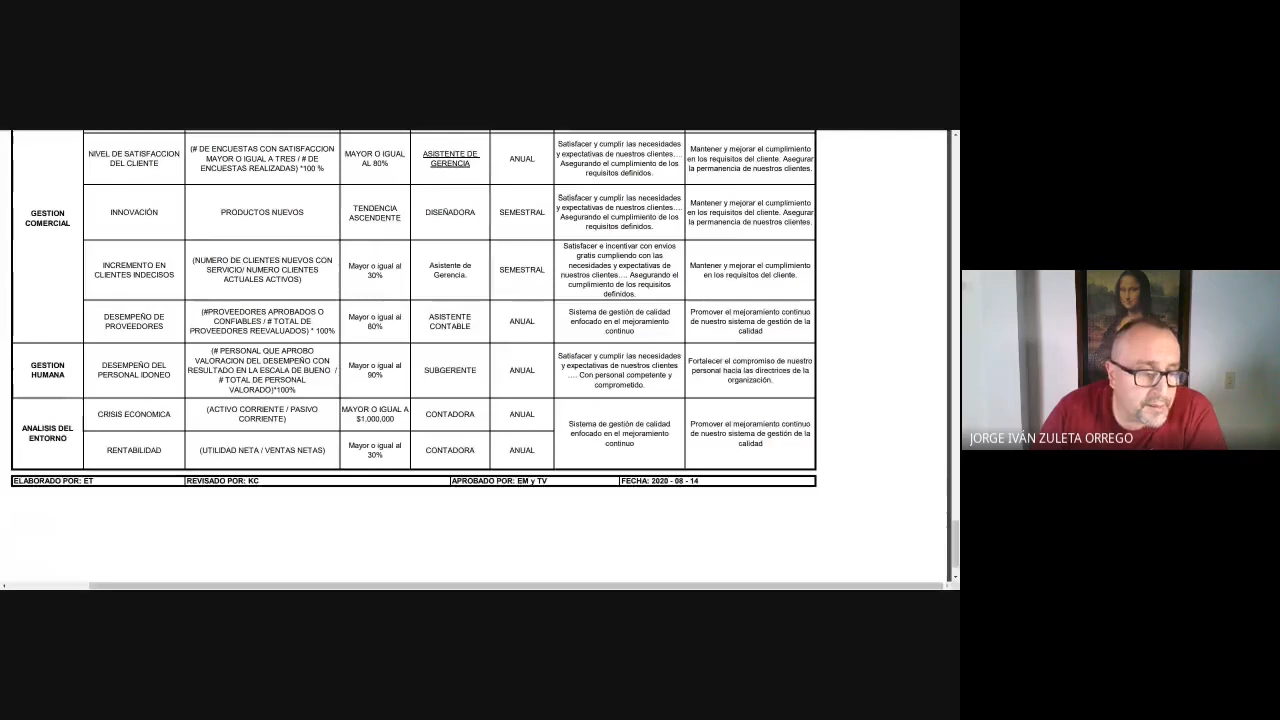 NIVEL DE SATISFACCION
DEL CLIENTE
(# DE ENCUESTAS CON SATISFACCION
MAYOR O IGUAL A TRES / # DE
ENCUESTAS REALIZADAS) *100 %
MAYOR O IGUAL
AL 80%
ASISTENTE DE
GERENCIA
ANUAL
Satisfacer y cumplir las necesidades
y expectativas de nuestros clientes....
Asegurando el cumplimiento de los
requisitos definidos.
Mantener y mejorar el cumplimiento
en los requisitos del cliente. Asegurar
la permanencia de nuestros clientes.
GESTION
COMERCIAL
INNOVACIÓN
PRODUCTOS NUEVOS
TENDENCIA
ASCENDENTE
DISEÑADORA
SEMESTRAL
Satisfacer y cumplir las necesidades
y expectativas de nuestros clientes....
Asegurando el cumplimiento de los
requisitos definidos.
Mantener y mejorar el cumplimiento
en los requisitos del cliente. Asegurar
la permanencia de nuestros clientes.
INCREMENTO EN
CLIENTES INDECISOS
(NUMERO DE CLIENTES NUEVOS CON
SERVICIO/ NUMERO CLIENTES
ACTUALES ACTIVOS)
Mayor o igual al
30%
Asistente de
Gerencia.
SEMESTRAL
Satisfacer e incentivar con envios
gratis cumpliendo con las
necesidades y expectativas de
nuestros clientes.... Asegurando el
cumplimiento de los requisitos
definidos.
Mantener y mejorar el cumplimiento
en los requisitos del cliente.
DESEMPEÑO DE
PROVEEDORES
(#PROVEEDORES APROBADOS O
CONFIABLES / # TOTAL DE
PROVEEDORES REEVALUADOS) * 100%
Mayor o igual al
80%
ASISTENTE
CONTABLE
ANUAL
Sistema de gestión de calidad
enfocado en el mejoramiento
continuo
Promover el mejoramiento continuo
de nuestro sistema de gestión de la
calidad
GESTION
HUMANA
DESEMPEÑO DEL
PERSONAL IDONEO
(# PERSONAL QUE APROBO
VALORACION DEL DESEMPEÑO CON
RESULTADO EN LA ESCALA DE BUENO /
# TOTAL DE PERSONAL
VALORADO)*100%
Mayor o igual al
90%
SUBGERENTE
ANUAL
Satisfacer y cumplir las necesidades
y expectativas de nuestros clientes
.... Con personal competente y
comprometido.
Fortalecer el compromiso de nuestro
personal hacia las directrices de la
organización.
ANALISIS DEL
ENTORNO
CRISIS ECONOMICA
(ACTIVO CORRIENTE / PASIVO
CORRIENTE)
MAYOR O IGUAL A
$1,000,000
CONTADORA
ANUAL
Sistema de gestión de calidad
enfocado en el mejoramiento
continuo
Promover el mejoramiento continuo
de nuestro sistema de gestión de la
calidad
RENTABILIDAD
(UTILIDAD NETA / VENTAS NETAS)
Mayor o igual al
30%
CONTADORA
ANUAL
ELABORADO POR: ET
REVISADO POR: KC
APROBADO POR: EM y TV
FECHA: 2020 - 08 - 14
JORGE IVÁN ZULETA ORREGO